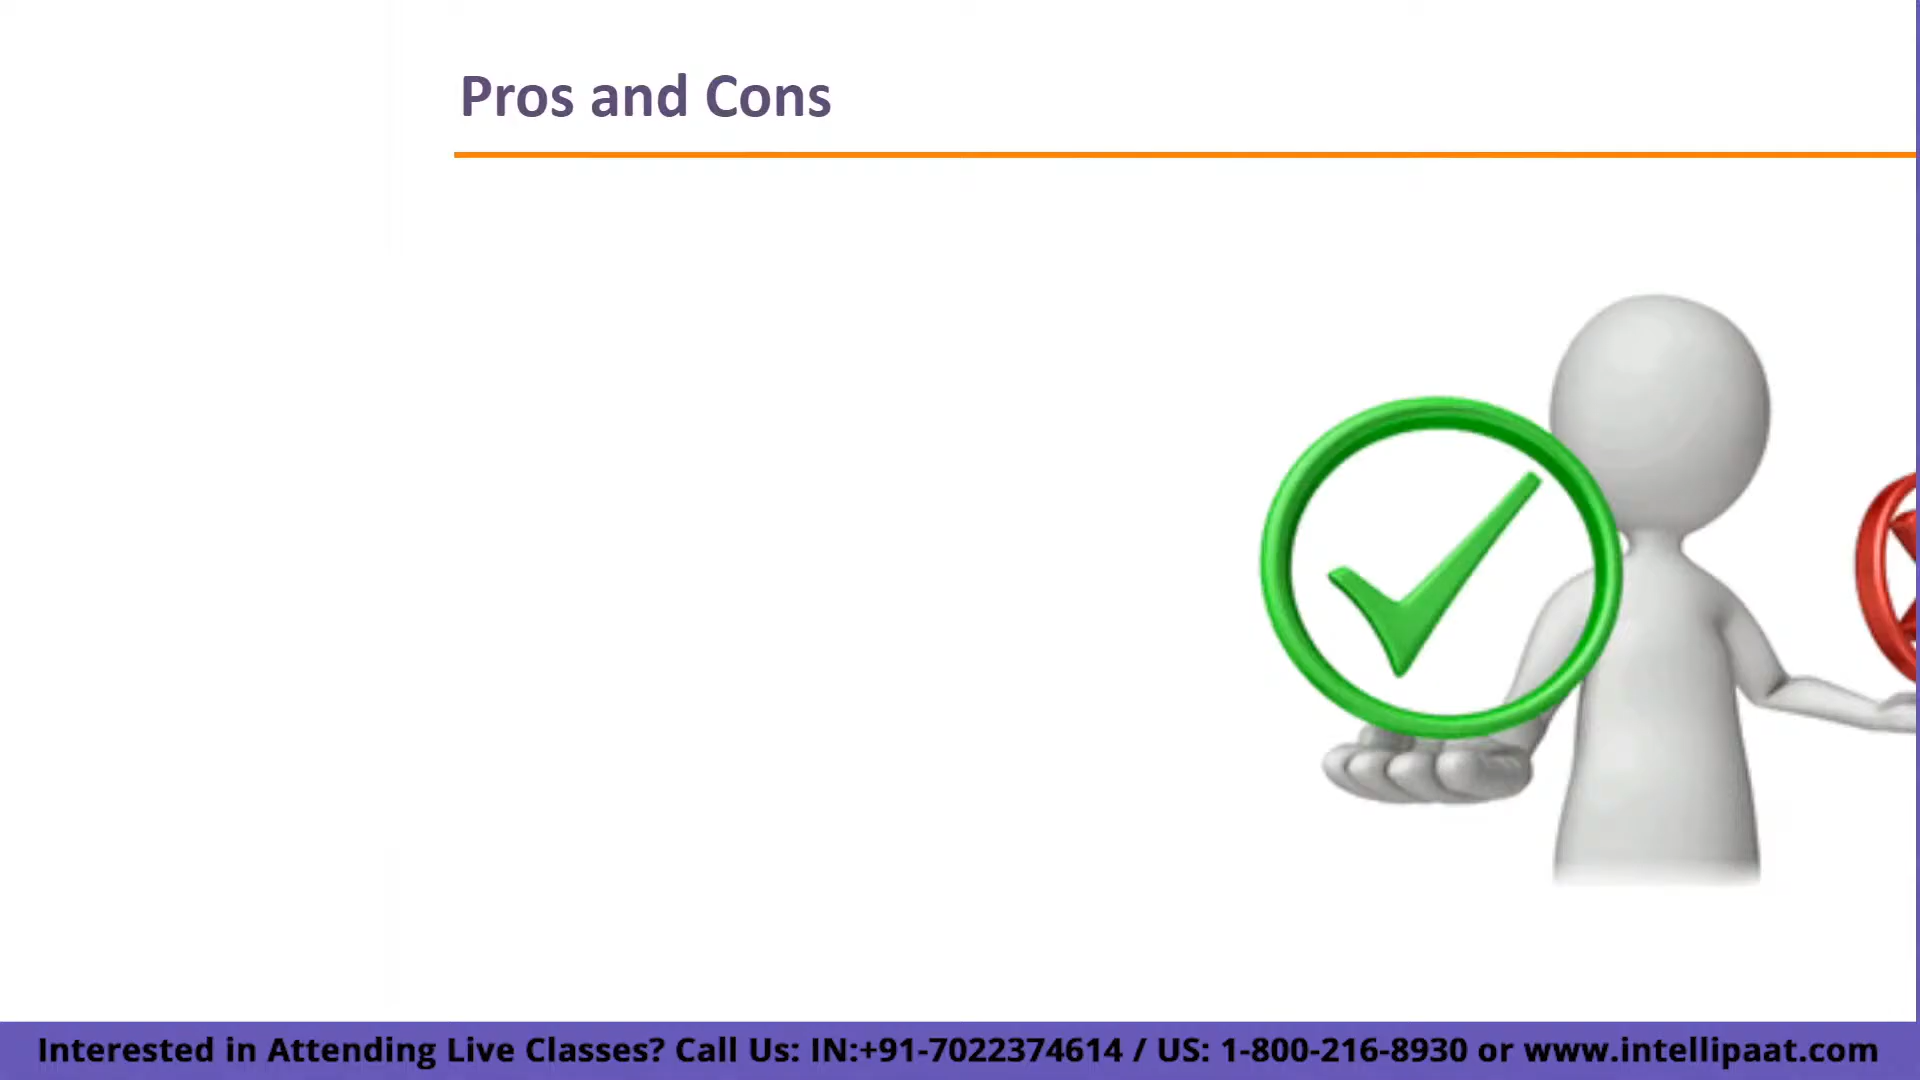 Pros and Cons
Interested in Attending Live Classes? Call Us: IN:+91-7022374614 / US: 1-800-216-8930 or www.intellipaat.com